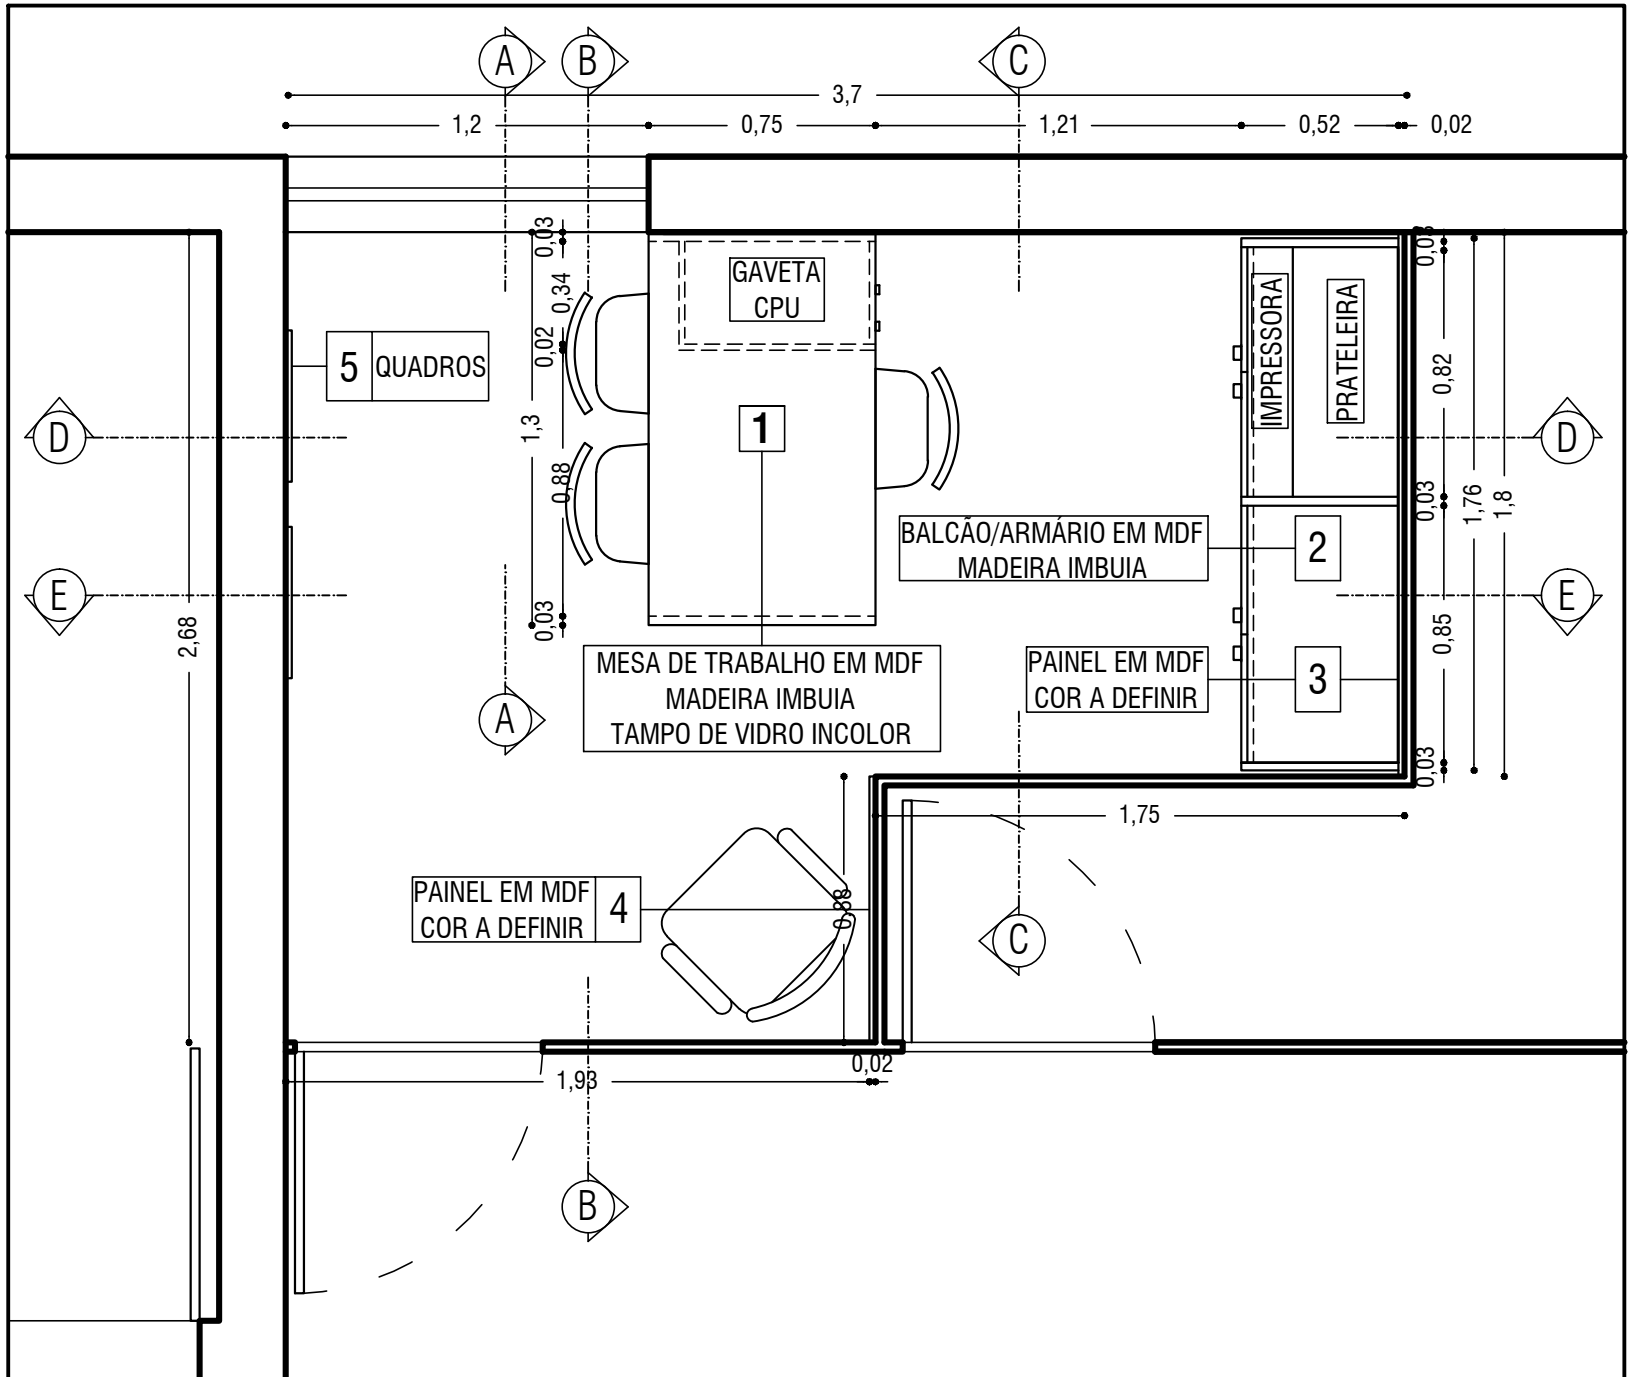 A
B
C
3,7
1,2
0,75
1,21
0,52
0,02
0,03
0,34
0,02
1,3
0,88
0,03
GAVETA
CPU
5 QUADROS
1
IMPRESSORA
PRATELEIRA
0,82
0,03
1,76
1,8
0,85
0,03
D
D
E
E
2,68
BALCÃO/ARMÁRIO EM MDF
MADEIRA IMBUIA
2
MESA DE TRABALHO EM MDF
MADEIRA IMBUIA
TAMPO DE VIDRO INCOLOR
PAINEL EM MDF
COR A DEFINIR
3
A
1,75
PAINEL EM MDF
COR A DEFINIR
4
0,88
C
0,02
1,93
B